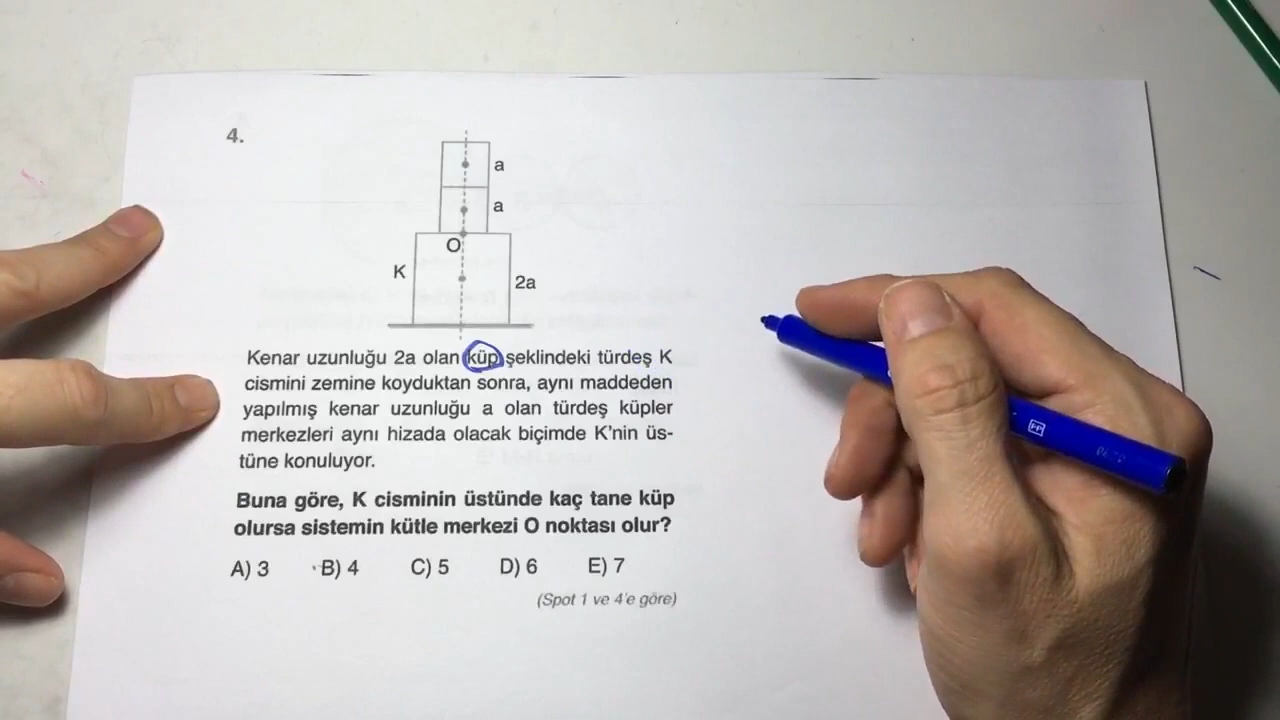 4.
a
a
O
K
2a
Kenar uzunluğu 2a olan küp şeklindeki türdeş K
cismini zemine koyduktan sonra, aynı maddeden
yapılmış kenar uzunluğu a olan türdeş küpler
merkezleri aynı hizada olacak biçimde K'nin üs-
tüne konuluyor.
Buna göre, K cisminin üstünde kaç tane küp
olursa sistemin kütle merkezi O noktası olur?
A) 3 B) 4 C) 5 D) 6 E) 7
(Spot 1 ve 4'e göre)